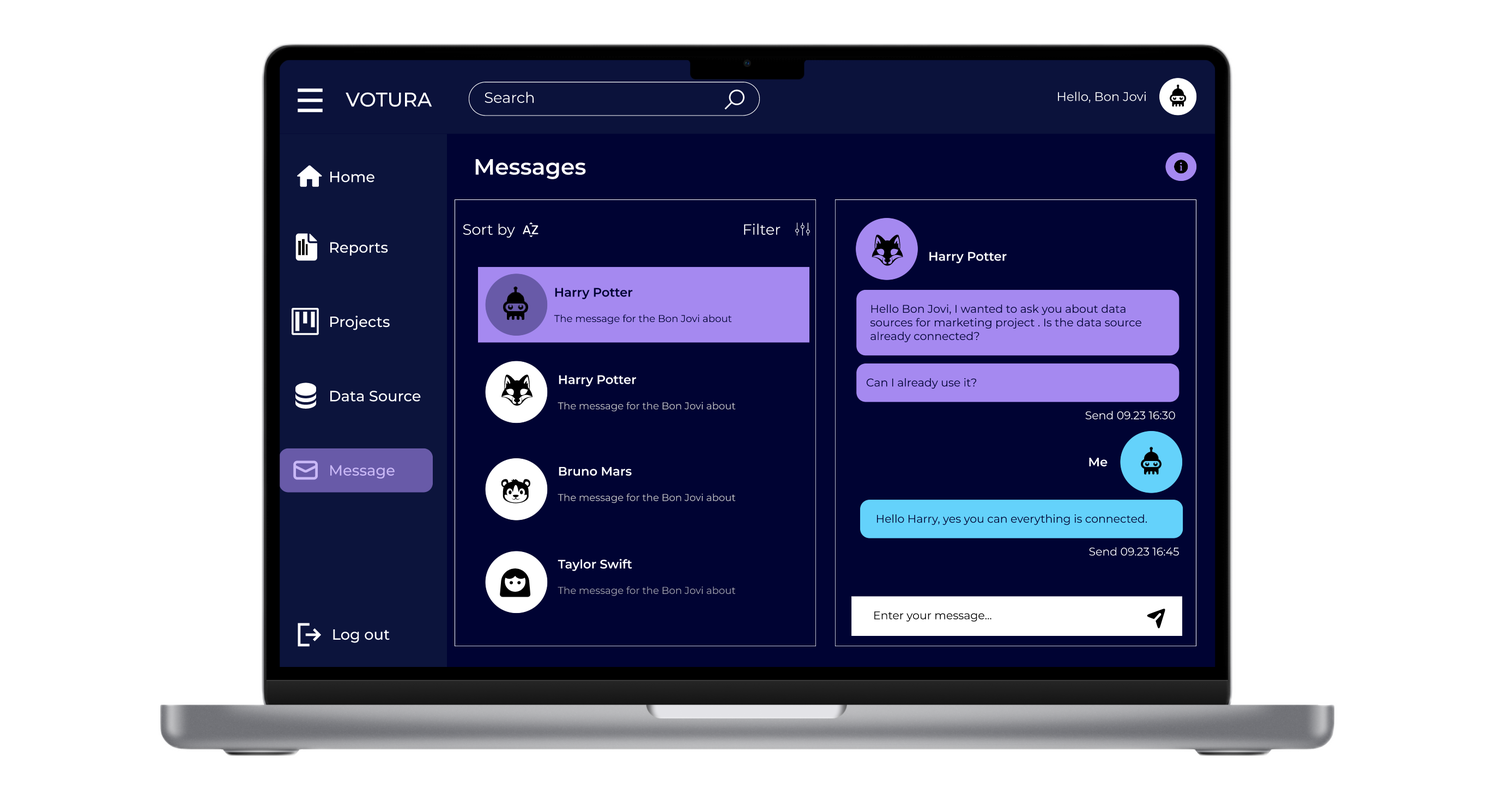 VOTURA
Search
Hello, Bon Jovi
Home
Reports
Projects
Data Source
Message
Log out
Messages
Sort by AZ
Filter
Harry Potter
The message for the Bon Jovi about
Harry Potter
The message for the Bon Jovi about
Bruno Mars
The message for the Bon Jovi about
Taylor Swift
The message for the Bon Jovi about
Harry Potter
Hello Bon Jovi, I wanted to ask you about data
sources for marketing project . Is the data source
already connected?
Can I already use it?
Send 09.23 16:30
Me
Hello Harry, yes you can everything is connected.
Send 09.23 16:45
Enter your message...